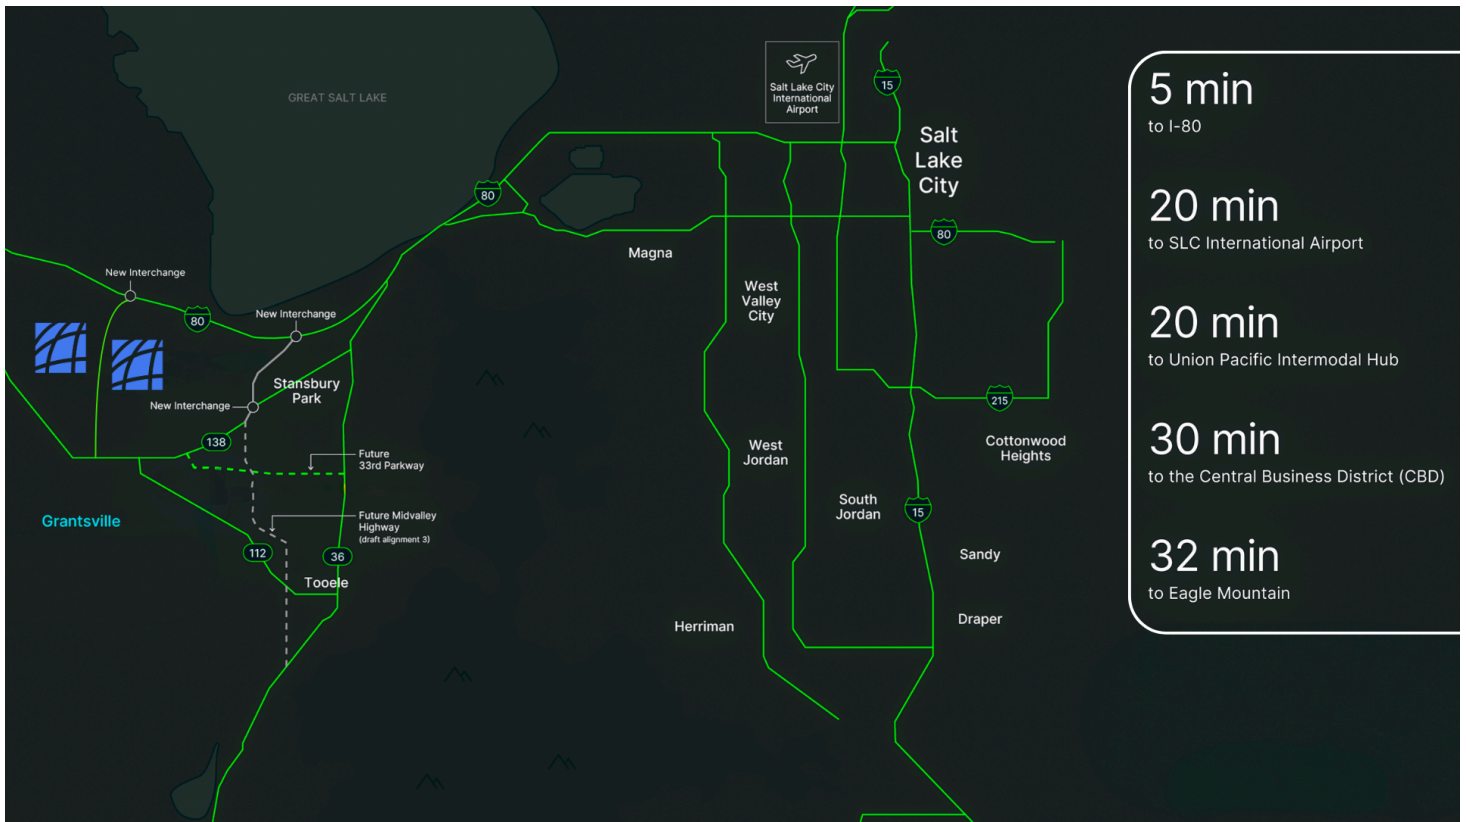 GREAT SALT LAKE
Salt Lake City
International
Airport
15
Salt
Lake
City
80
80
Magna
New Interchange
80
New Interchange
West
Valley
City
Stansbury
Park
New Interchange
138
215
Cottonwood
Heights
West
Jordan
Future
33rd Parkway
South
Jordan
15
Grantsville
Future Midvalley
Highway
(draft alignment 3)
112
36
Tooele
Sandy
Herriman
Draper
5 min
to I-80
20 min
to SLC International Airport
20 min
to Union Pacific Intermodal Hub
30 min
to the Central Business District (CBD)
32 min
to Eagle Mountain